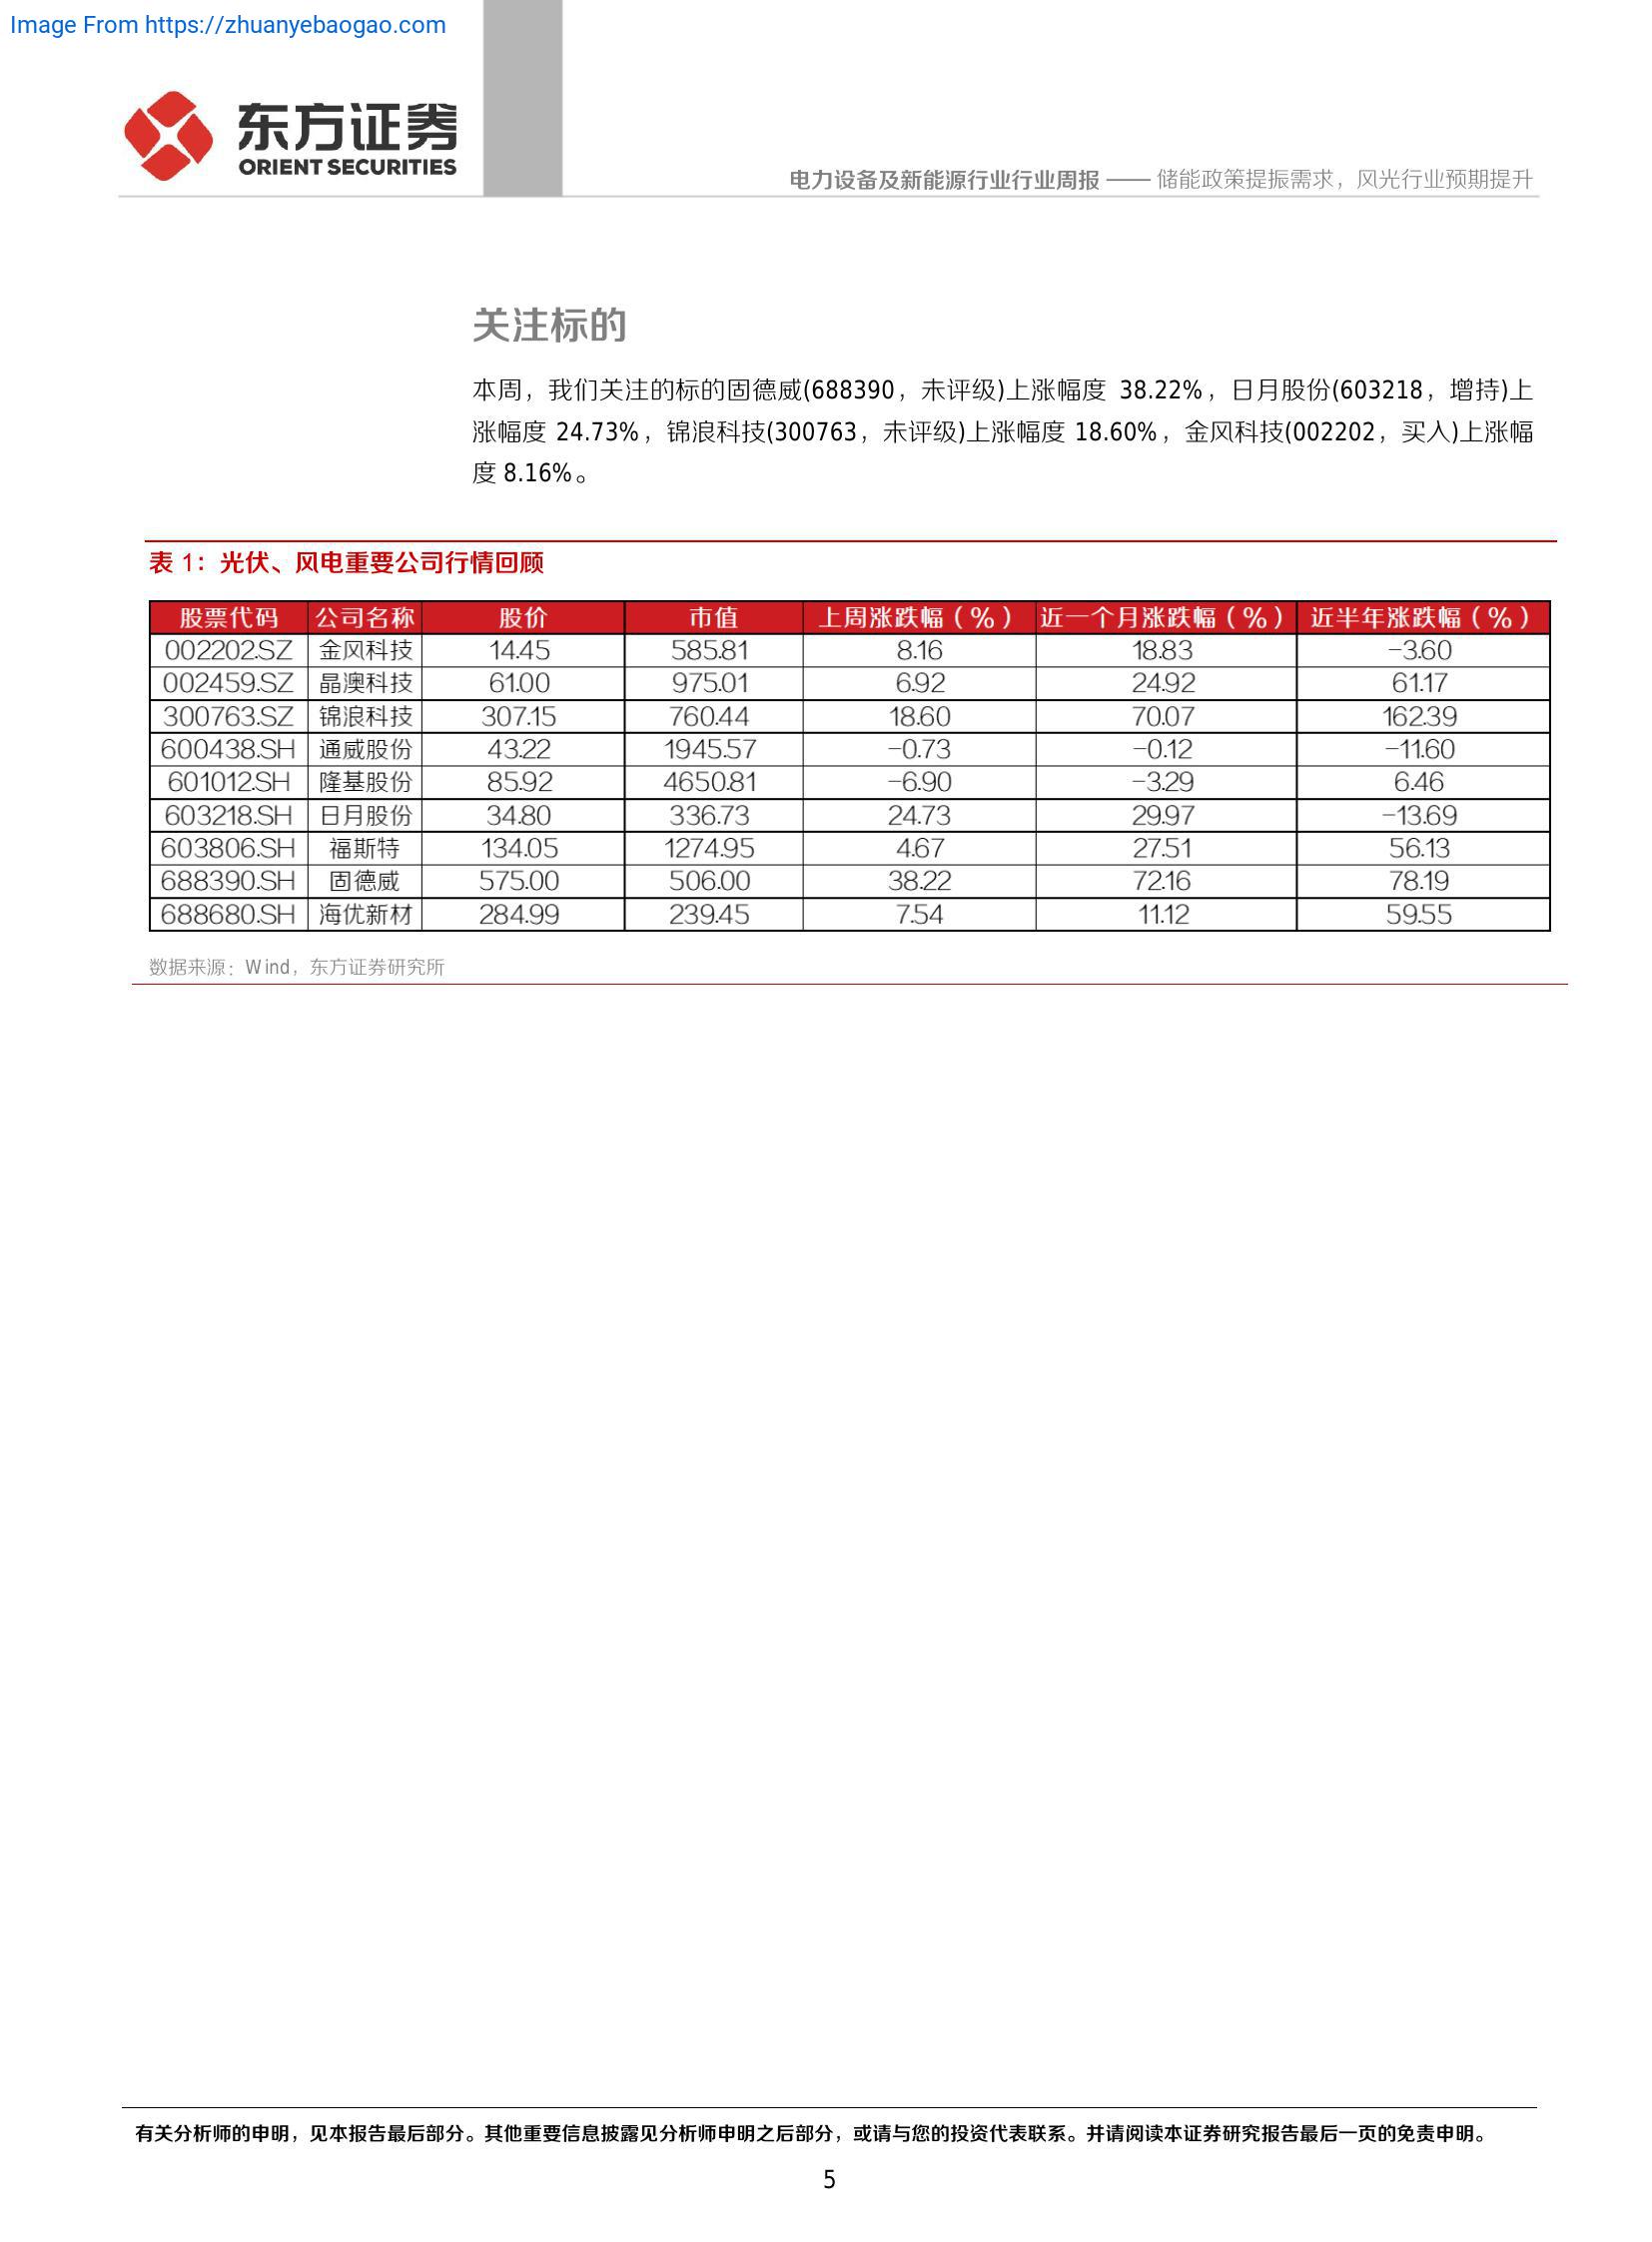 Image From https://zhuanyebaogao.com
东方证券
ORIENT SECURITIES
电力设备及新能源行业行业周报 —— 储能政策提振需求，风光行业预期提升
关注标的
本周，我们关注的标的固德威(688390，未评级)上涨幅度 38.22%，日月股份(603218，增持)上
涨幅度 24.73%，锦浪科技(300763，未评级)上涨幅度 18.60%，金风科技(002202，买入)上涨幅
度 8.16%。
表 1：光伏、风电重要公司行情回顾
股票代码 公司名称 股价 市值 上周涨跌幅（%） 近一个月涨跌幅（%） 近半年涨跌幅（%）
002202.SZ 金风科技 14.45 585.81 8.16 18.83 -3.60
002459.SZ 晶澳科技 61.00 975.01 6.92 24.92 61.17
300763.SZ 锦浪科技 307.15 760.44 18.60 70.07 162.39
600438.SH 通威股份 43.22 1945.57 -0.73 -0.12 -11.60
601012.SH 隆基股份 85.92 4650.81 -6.90 -3.29 6.46
603218.SH 日月股份 34.80 336.73 24.73 29.97 -13.69
603806.SH 福斯特 134.05 1274.95 4.67 27.51 56.13
688390.SH 固德威 575.00 506.00 38.22 72.16 78.19
688680.SH 海优新材 284.99 239.45 7.54 11.12 59.55
数据来源：Wind，东方证券研究所
有关分析师的申明，见本报告最后部分。其他重要信息披露见分析师申明之后部分，或请与您的投资代表联系。并请阅读本证券研究报告最后一页的免责申明。
5